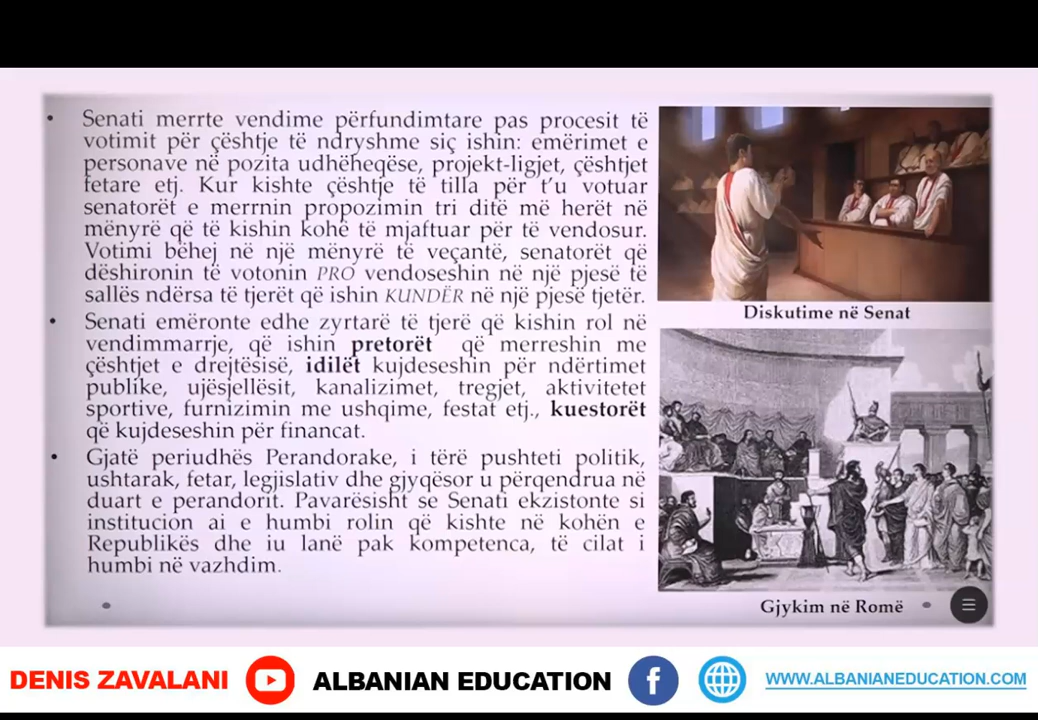 • Senati merrte vendime përfundimtare pas procesit të
votimit për çështje të ndryshme siç ishin: emërimet e
personave në pozita udhëheqëse, projekt-ligjet, çështjet
fetare etj. Kur kishte çështje të tilla për t'u votuar
senatorët e merrnin propozimin tri ditë më herët në
mënyrë që të kishin kohë të mjaftuar për të vendosur.
Votimi bëhej në një mënyrë të veçantë, senatorët që
dëshironin të votonin PRO vendoseshin në një pjesë të
sallës ndërsa të tjerët që ishin KUNDËR në një pjesë tjetër.
• Senati emëronte edhe zyrtarë të tjerë që kishin rol në
vendimmarrje, që ishin pretorët që merreshin me
çështjet e drejtësisë, idilët kujdeseshin për ndërtimet
publike, ujësjellësit, kanalizimet, tregjet, aktivitetet
sportive, furnizimin me ushqime, festat etj., kuestorët
që kujdeseshin për financat.
• Gjatë periudhës Perandorake, i tërë pushteti politik,
ushtarak, fetar, legjislativ dhe gjyqësor u përqendrua në
duart e perandorit. Pavarësisht se Senati ekzistonte si
institucion ai e humbi rolin që kishte në kohën e
Republikës dhe iu lanë pak kompetenca, të cilat i
humbi në vazhdim.
Diskutime në Senat
Gjykim në Romë
DENIS ZAVALANI
ALBANIAN EDUCATION
WWW.ALBANIANEDUCATION.COM